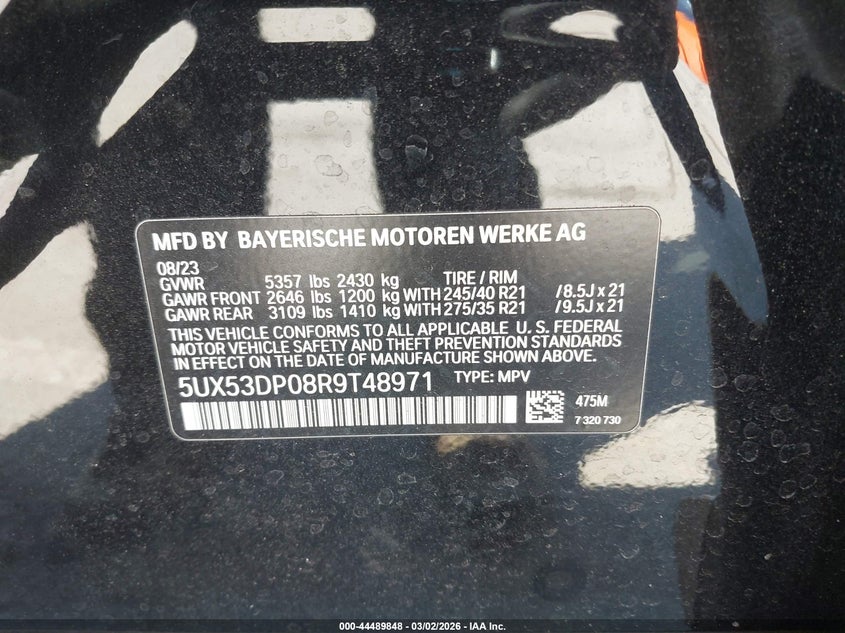 MFD BY BAYERISCHE MOTOREN WERKE AG
08/23
GVWR 5357 lbs 2430 kg TIRE / RIM
GAWR FRONT 2646 lbs 1200 kg WITH 245/40 R21 /8.5J x 21
GAWR REAR 3109 lbs 1410 kg WITH 275/35 R21 /9.5J x 21
THIS VEHICLE CONFORMS TO ALL APPLICABLE U. S. FEDERAL
MOTOR VEHICLE SAFETY AND THEFT PREVENTION STANDARDS
IN EFFECT ON THE DATE OF MANUFACTURE SHOWN ABOVE.
5UX53DP08R9T48971 TYPE: MPV
475M
7 320 730
000-44489848 - 03/02/2026 - IAA Inc.